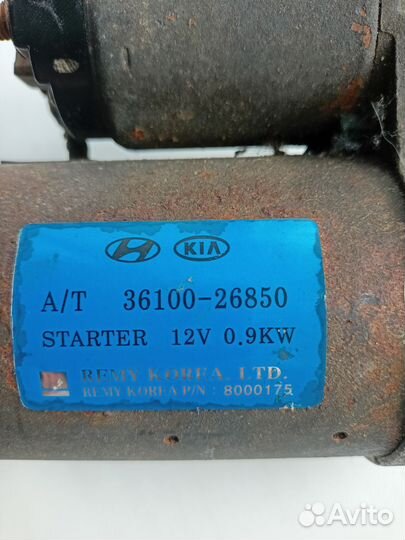 KIA
A/T 36100-26850
STARTER 12V 0.9KW
REMY KOREA. LTD.
REMY KOREA P/N : 8000175
Avito